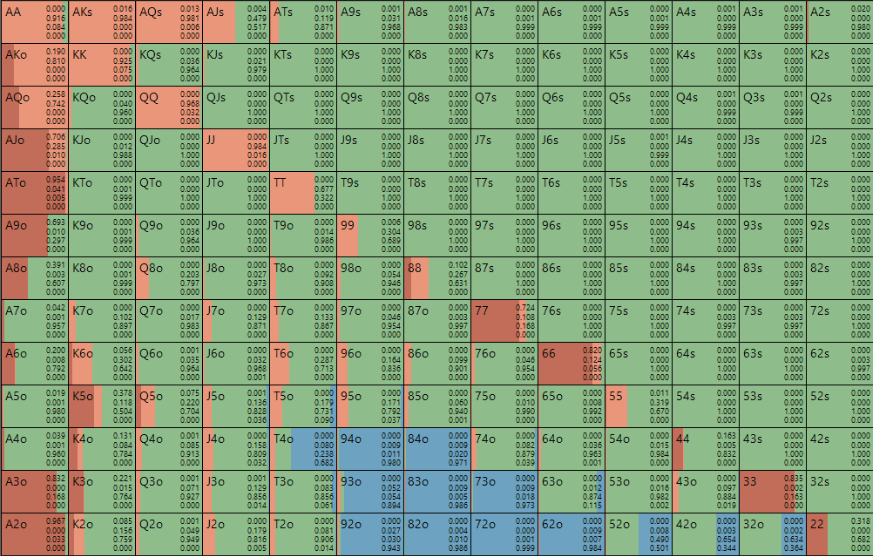 AA 0.000 AKs 0.016 AQs 0.013 AJs 0.004 ATs 0.010 A9s 0.001 A8s 0.001 A7s 0.000 A6s 0.000 A5s 0.000 A4s 0.000 A3s 0.000 A2s 0.020
0.916 0.984 0.981 0.479 0.119 0.031 0.016 0.001 0.001 0.001 0.001 0.001 0.000
0.084 0.000 0.006 0.517 0.871 0.968 0.983 0.999 0.999 0.999 0.999 0.999 0.980
0.000 0.000 0.000 0.000 0.000 0.000 0.000 0.000 0.000 0.000 0.000 0.000 0.000
AKo 0.190 KK 0.000 KQs 0.000 KJs 0.000 KTs 0.000 K9s 0.000 K8s 0.000 K7s 0.000 K6s 0.000 K5s 0.000 K4s 0.000 K3s 0.000 K2s 0.000
0.810 0.925 0.036 0.021 0.000 0.000 0.000 0.000 0.000 0.000 0.000 0.000 0.000
0.000 0.075 0.964 0.979 1.000 1.000 1.000 1.000 1.000 1.000 1.000 1.000 1.000
0.000 0.000 0.000 0.000 0.000 0.000 0.000 0.000 0.000 0.000 0.000 0.000 0.000
AQo 0.258 KQo 0.000 QQ 0.000 QJs 0.000 QTs 0.000 Q9s 0.000 Q8s 0.000 Q7s 0.000 Q6s 0.000 Q5s 0.000 Q4s 0.001 Q3s 0.001 Q2s 0.000
0.742 0.040 0.968 0.000 0.000 0.000 0.000 0.000 0.000 0.000 0.000 0.000 0.000
0.000 0.960 0.032 1.000 1.000 1.000 1.000 1.000 1.000 1.000 0.999 0.999 1.000
0.000 0.000 0.000 0.000 0.000 0.000 0.000 0.000 0.000 0.000 0.000 0.000 0.000
AJo 0.706 KJo 0.000 QJo 0.000 JJ 0.000 JTs 0.000 J9s 0.000 J8s 0.000 J7s 0.000 J6s 0.000 J5s 0.001 J4s 0.000 J3s 0.000 J2s 0.000
0.285 0.012 0.000 0.984 0.000 0.000 0.000 0.000 0.000 0.000 0.000 0.000 0.000
0.010 0.988 1.000 0.016 1.000 1.000 1.000 1.000 1.000 0.999 1.000 1.000 1.000
0.000 0.000 0.000 0.000 0.000 0.000 0.000 0.000 0.000 0.000 0.000 0.000 0.000
ATo 0.954 KTo 0.000 QTo 0.000 JTo 0.000 TT 0.000 T9s 0.000 T8s 0.000 T7s 0.000 T6s 0.000 T5s 0.000 T4s 0.000 T3s 0.000 T2s 0.000
0.041 0.001 0.000 0.000 0.677 0.000 0.000 0.000 0.000 0.000 0.000 0.000 0.000
0.005 0.999 1.000 1.000 0.322 1.000 1.000 1.000 1.000 1.000 1.000 1.000 1.000
0.000 0.000 0.000 0.000 0.000 0.000 0.000 0.000 0.000 0.000 0.000 0.000 0.000
A9o 0.693 K9o 0.000 Q9o 0.000 J9o 0.000 T9o 0.000 99 0.006 98s 0.000 97s 0.000 96s 0.000 95s 0.000 94s 0.000 93s 0.000 92s 0.000
0.010 0.001 0.036 0.000 0.014 0.304 0.000 0.000 0.000 0.000 0.000 0.003 0.003
0.297 0.999 0.964 1.000 0.986 0.689 1.000 1.000 1.000 1.000 1.000 0.997 0.997
0.000 0.000 0.000 0.000 0.000 0.000 0.000 0.000 0.000 0.000 0.000 0.000 0.000
A8o 0.391 K8o 0.000 Q8o 0.000 J8o 0.000 T8o 0.000 98o 0.000 88 0.102 87s 0.000 86s 0.000 85s 0.000 84s 0.000 83s 0.000 82s 0.000
0.003 0.001 0.203 0.027 0.092 0.054 0.267 0.000 0.000 0.000 0.000 0.003 0.003
0.607 0.999 0.797 0.973 0.908 0.946 0.631 1.000 1.000 1.000 1.000 0.997 0.997
0.000 0.000 0.000 0.000 0.000 0.000 0.000 0.000 0.000 0.000 0.000 0.000 0.000
A7o 0.042 K7o 0.000 Q7o 0.000 J7o 0.000 T7o 0.000 97o 0.000 87o 0.000 77 0.724 76s 0.000 75s 0.000 74s 0.000 73s 0.000 72s 0.000
0.001 0.102 0.017 0.129 0.133 0.046 0.003 0.108 0.000 0.000 0.003 0.003 0.000
0.957 0.897 0.983 0.871 0.867 0.954 0.997 0.168 1.000 1.000 0.997 0.997 1.000
0.000 0.000 0.000 0.000 0.000 0.000 0.000 0.000 0.000 0.000 0.000 0.000 0.000
A6o 0.200 K6o 0.056 Q6o 0.001 J6o 0.000 T6o 0.000 96o 0.000 86o 0.000 76o 0.000 66 0.820 65s 0.000 64s 0.000 63s 0.000 62s 0.000
0.008 0.302 0.035 0.032 0.287 0.164 0.099 0.046 0.124 0.000 0.000 0.000 0.003
0.792 0.642 0.964 0.968 0.713 0.836 0.901 0.954 0.056 1.000 1.000 1.000 0.997
0.000 0.000 0.000 0.001 0.000 0.000 0.000 0.000 0.000 0.000 0.000 0.000 0.000
A5o 0.019 K5o 0.378 Q5o 0.075 J5o 0.001 T5o 0.000 95o 0.000 85o 0.000 75o 0.000 65o 0.000 55 0.011 54s 0.000 53s 0.000 52s 0.000
0.001 0.118 0.220 0.136 0.179 0.171 0.060 0.010 0.008 0.319 0.000 0.000 0.000
0.980 0.504 0.704 0.828 0.731 0.792 0.940 0.991 0.992 0.670 1.000 1.000 1.000
0.000 0.000 0.000 0.036 0.090 0.037 0.001 0.000 0.000 0.000 0.000 0.000 0.000
A4o 0.039 K4o 0.131 Q4o 0.001 J4o 0.000 T4o 0.000 94o 0.000 84o 0.000 74o 0.000 64o 0.000 54o 0.000 44 0.163 43s 0.000 42s 0.000
0.001 0.084 0.085 0.158 0.080 0.009 0.009 0.082 0.036 0.015 0.005 0.000 0.000
0.960 0.784 0.913 0.809 0.238 0.011 0.020 0.879 0.963 0.984 0.832 1.000 1.000
0.000 0.000 0.000 0.032 0.682 0.980 0.971 0.039 0.001 0.000 0.000 0.000 0.000
A3o 0.832 K3o 0.221 Q3o 0.001 J3o 0.000 T3o 0.000 93o 0.000 83o 0.000 73o 0.000 63o 0.000 53o 0.000 43o 0.000 33 0.835 32s 0.000
0.000 0.015 0.071 0.129 0.083 0.052 0.009 0.009 0.012 0.016 0.097 0.002 0.000
0.168 0.764 0.927 0.856 0.856 0.054 0.005 0.018 0.874 0.982 0.884 0.163 1.000
0.000 0.000 0.000 0.014 0.061 0.894 0.986 0.973 0.115 0.002 0.019 0.000 0.000
A2o 0.967 K2o 0.085 Q2o 0.001 J2o 0.000 T2o 0.000 92o 0.000 82o 0.000 72o 0.000 62o 0.000 52o 0.000 42o 0.000 32o 0.000 22 0.318
0.000 0.156 0.049 0.179 0.081 0.027 0.004 0.001 0.009 0.008 0.003 0.002 0.000
0.033 0.759 0.949 0.816 0.906 0.030 0.010 0.001 0.007 0.490 0.654 0.634 0.682
0.000 0.000 0.001 0.005 0.014 0.943 0.986 0.999 0.984 0.501 0.344 0.364 0.000